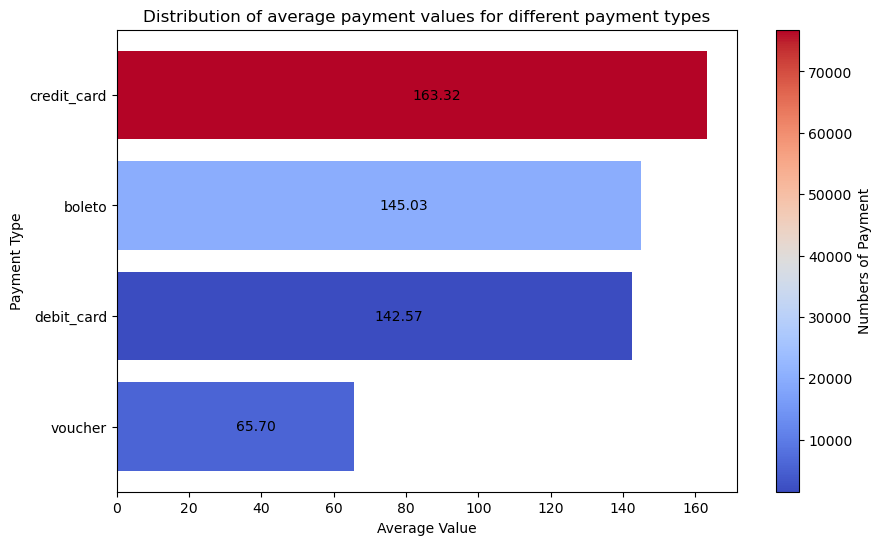 Distribution of average payment values for different payment types
Payment Type
credit_card
163.32
boleto
145.03
debit_card
142.57
voucher
65.70
0 20 40 60 80 100 120 140 160
Average Value
70000
60000
50000
40000
30000
20000
10000
Numbers of Payment